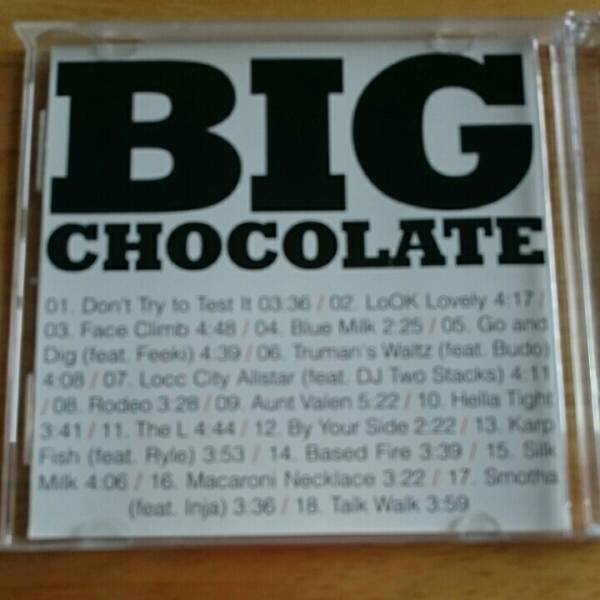 BIG
CHOCOLATE
01. Don't Try to Test It 03:36 / 02. LoOK Lovely 4:17 /
03. Face Climb 4:48 / 04. Blue Milk 2:25 / 05. Go and
Dig (feat. Feeki) 4:39 / 06. Truman's Waltz (feat. Budo)
4:08 / 07. Locc City Allstar (feat. DJ Two Stacks) 4:11
/ 08. Rodeo 3:28 / 09. Aunt Valen 5:22 / 10. Hella Tight
3:41 / 11. The L 4:44 / 12. By Your Side 2:22 / 13. Karp
Fish (feat. Ryle) 3:53 / 14. Based Fire 3:39 / 15. Silk
Milk 4:06 / 16. Macaroni Necklace 3:22 / 17. Smotha
(feat. Inja) 3:36 / 18. Talk Walk 3:59